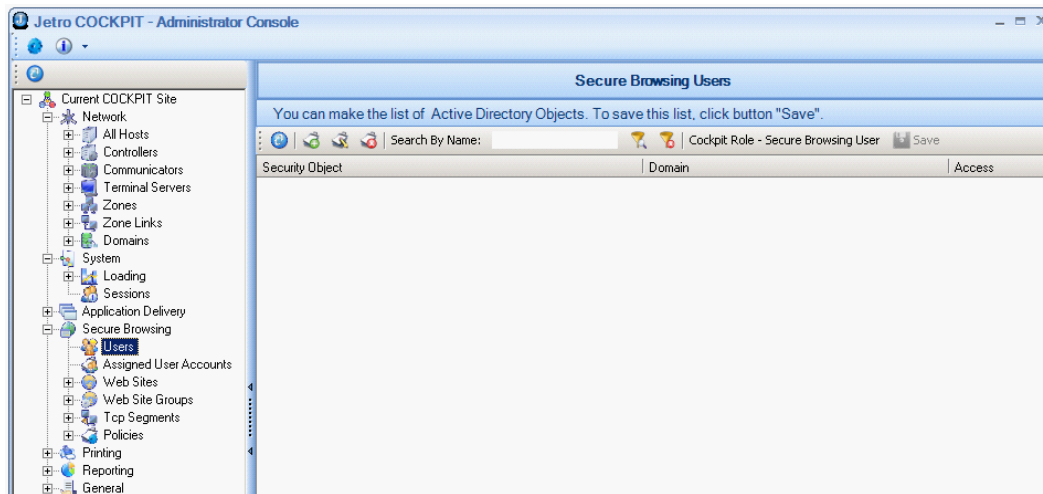 Jetro COCKPIT - Administrator Console
Current COCKPIT Site
Network
All Hosts
Controllers
Communicators
Terminal Servers
Zones
Zone Links
Domains
System
Loading
Sessions
Application Delivery
Secure Browsing
Users
Assigned User Accounts
Web Sites
Web Site Groups
Tcp Segments
Policies
Printing
Reporting
General
Secure Browsing Users
You can make the list of Active Directory Objects. To save this list, click button "Save".
Search By Name: Cockpit Role - Secure Browsing User Save
Security Object Domain Access